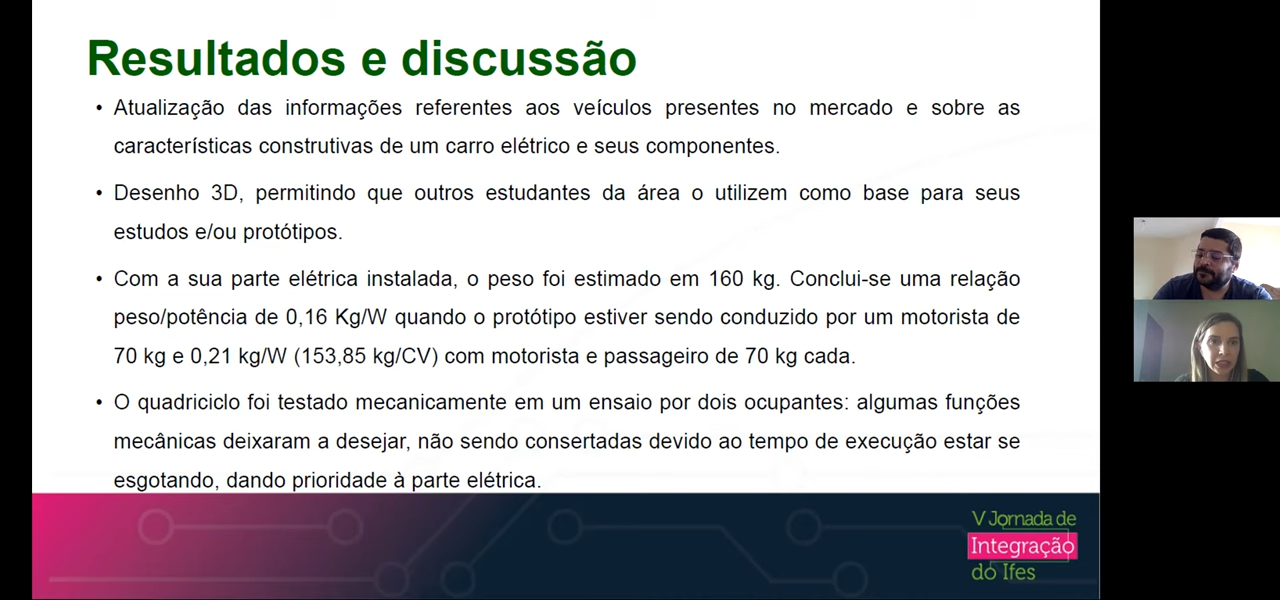 Resultados e discussão
• Atualização das informações referentes aos veículos presentes no mercado e sobre as
características construtivas de um carro elétrico e seus componentes.
• Desenho 3D, permitindo que outros estudantes da área o utilizem como base para seus
estudos e/ou protótipos.
• Com a sua parte elétrica instalada, o peso foi estimado em 160 kg. Conclui-se uma relação
peso/potência de 0,16 Kg/W quando o protótipo estiver sendo conduzido por um motorista de
70 kg e 0,21 kg/W (153,85 kg/CV) com motorista e passageiro de 70 kg cada.
• O quadriciclo foi testado mecanicamente em um ensaio por dois ocupantes: algumas funções
mecânicas deixaram a desejar, não sendo consertadas devido ao tempo de execução estar se
esgotando, dando prioridade à parte elétrica.
V Jornada de
Integração
do Ifes